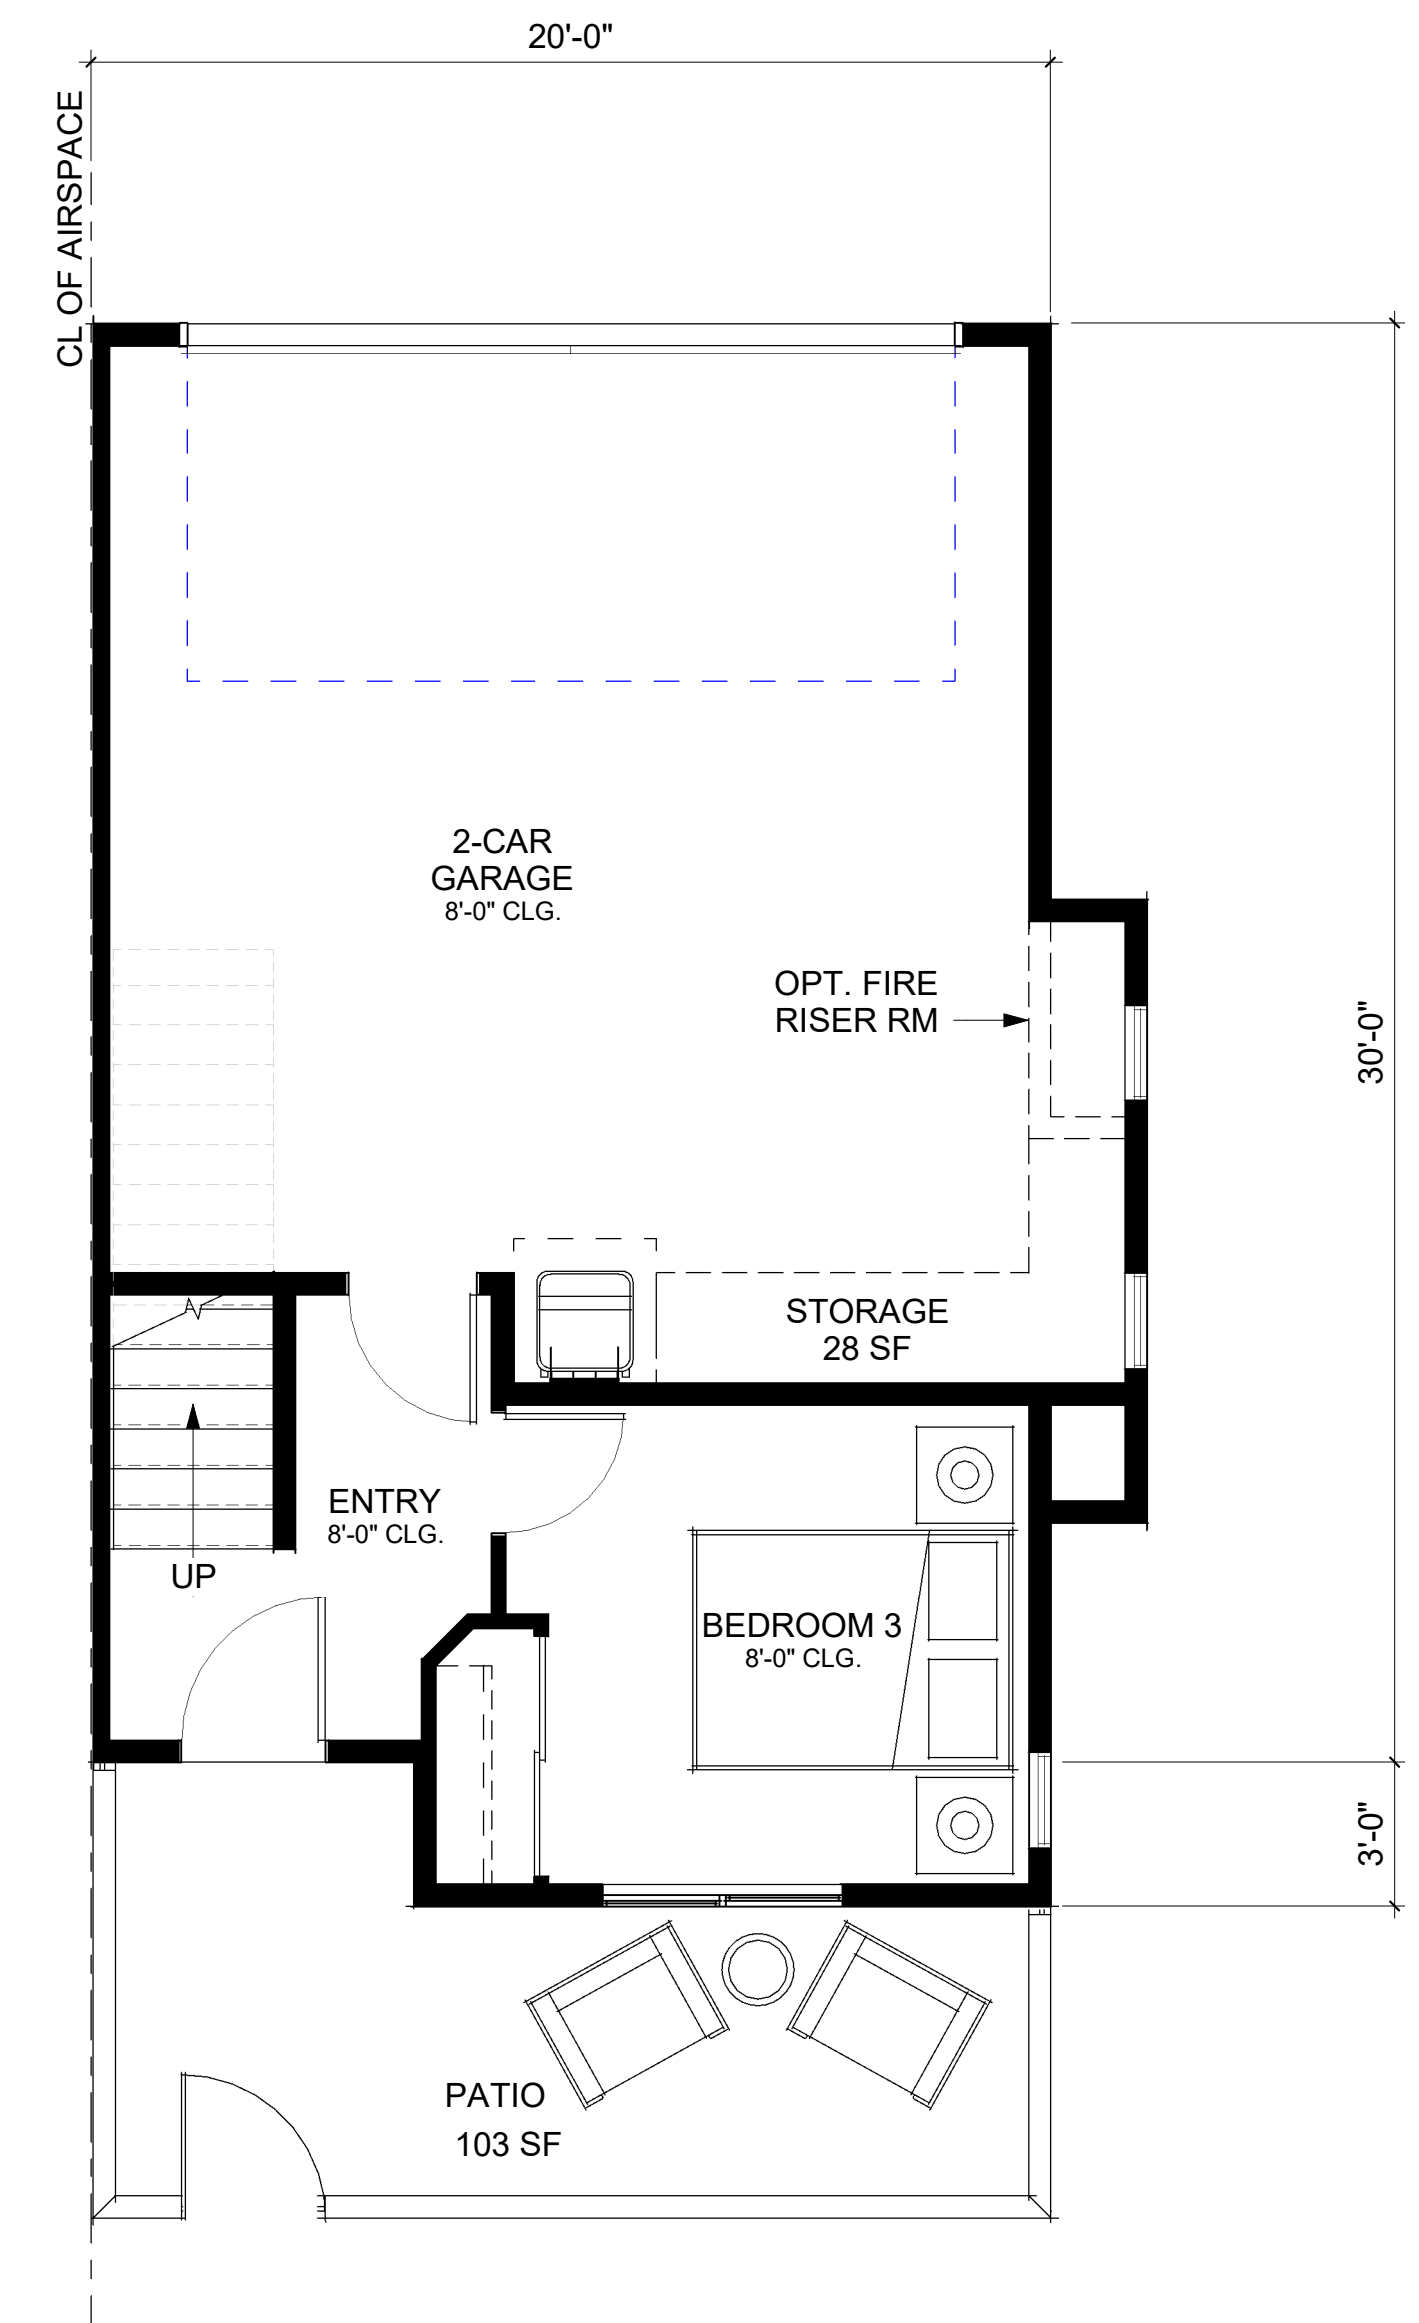 20'-0"
CL OF AIRSPACE
2-CAR
GARAGE
8'-0" CLG.
OPT. FIRE
RISER RM
30'-0"
STORAGE
28 SF
ENTRY
8'-0" CLG.
UP
BEDROOM 3
8'-0" CLG.
3'-0"
PATIO
103 SF